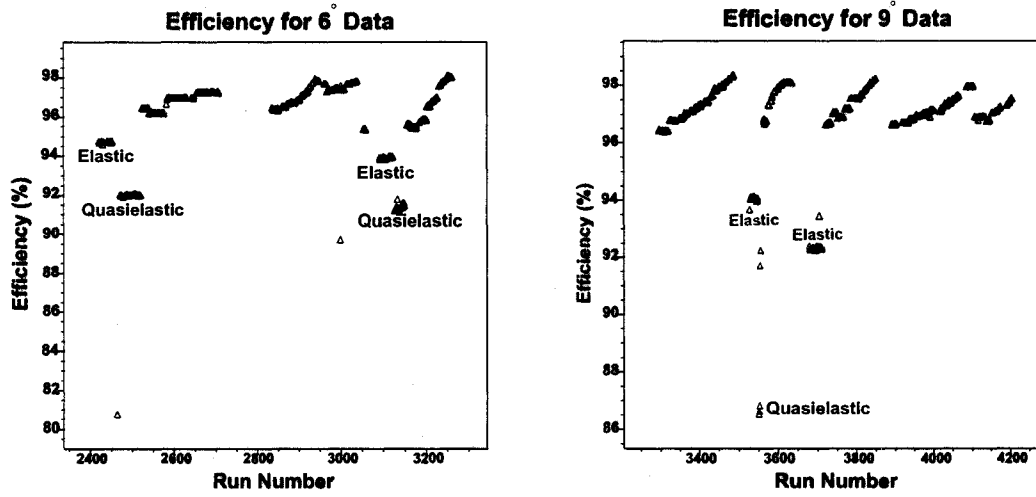 Efficiency for 6° Data
98
96
94
92
90
88
86
84
82
80
Efficiency (%)
Elastic
Quasielastic
Elastic
Quasielastic
2400 2600 2800 3000 3200
Run Number
Efficiency for 9° Data
98
96
94
92
90
88
86
Efficiency (%)
Elastic
Elastic
Quasielastic
3400 3600 3800 4000 4200
Run Number